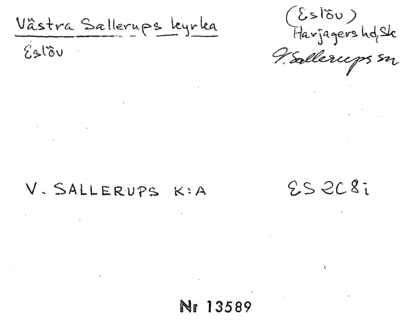 Västra Sallerups kyrka
Eslöv
(Eslöv)
Harjagers hd, Sk
V. Sallerups sn
V. SALLERUPS K:A
ES 2C8i
Nr 13589